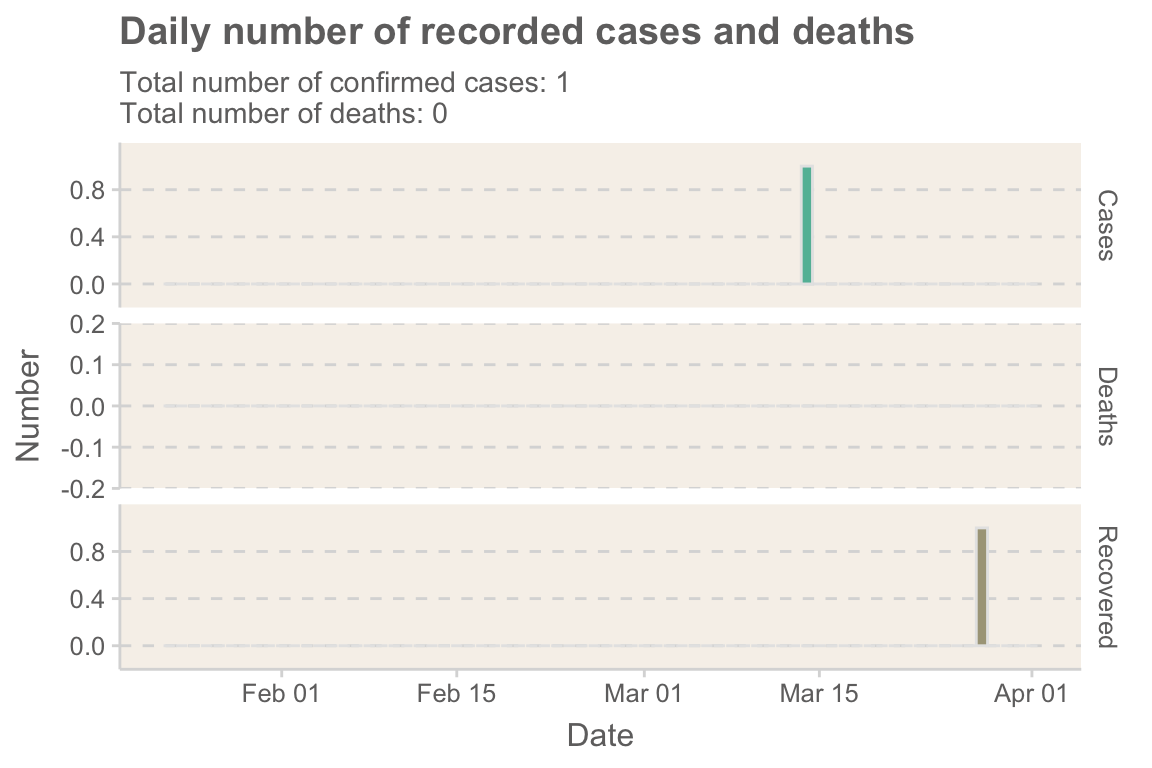 Daily number of recorded cases and deaths
Total number of confirmed cases: 1
Total number of deaths: 0
0.8
0.4
0.0
Cases
0.2
0.1
0.0
-0.1
-0.2
Deaths
Number
0.8
0.4
0.0
Recovered
Feb 01 Feb 15 Mar 01 Mar 15 Apr 01
Date